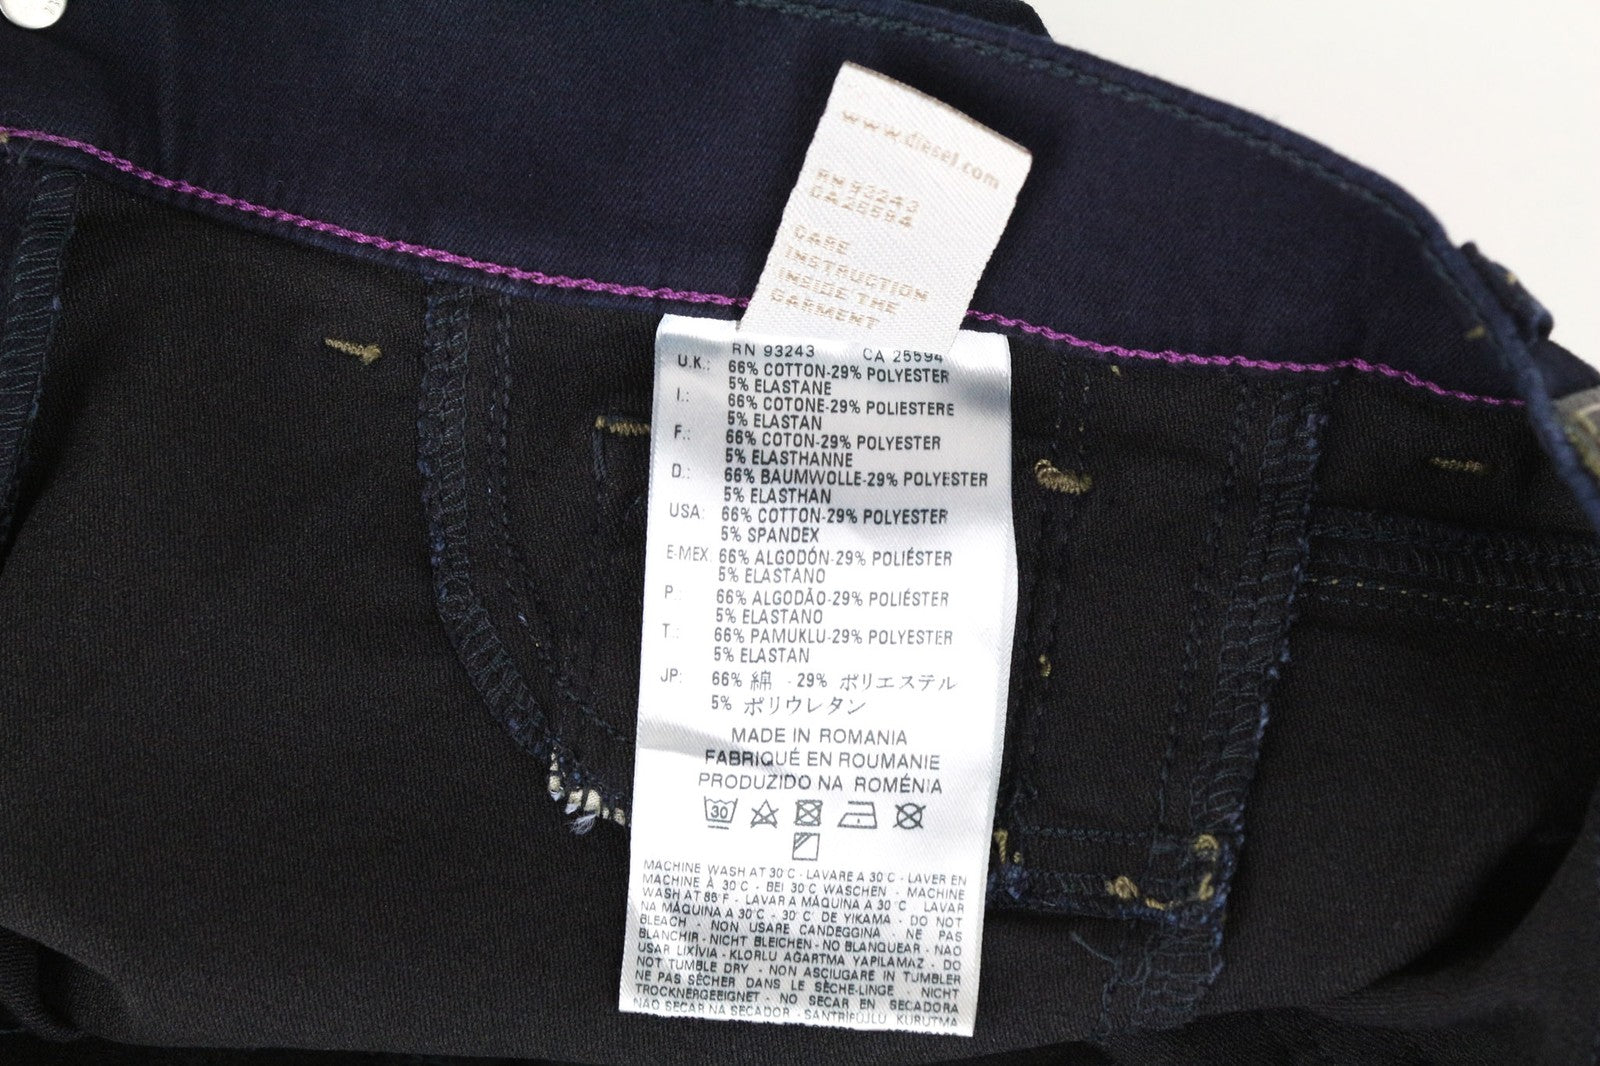 www.diesel.com
RN 93243
CA25594
CARE
INSTRUCTION
INSIDE THE
GARMENT
RN 93243 CA 25594
U.K.: 66% COTTON-29% POLYESTER
5% ELASTANE
I.: 66% COTONE-29% POLIESTERE
5% ELASTAN
F.: 66% COTON-29% POLYESTER
5% ELASTHANNE
D.: 66% BAUMWOLLE-29% POLYESTER
5% ELASTHAN
USA: 66% COTTON-29% POLYESTER
5% SPANDEX
E-MEX: 66% ALGODÓN-29% POLIÉSTER
5% ELASTANO
P.: 66% ALGODÃO-29% POLIÉSTER
5% ELASTANO
T.: 66% PAMUKLU-29% POLYESTER
5% ELASTAN
JP: 66% 綿 - 29% ポリエステル
5% ポリウレタン
MADE IN ROMANIA
FABRIQUÉ EN ROUMANIE
PRODUZIDO NA ROMÉNIA
30
MACHINE WASH AT 30°C - LAVARE A 30°C - LAVER EN
MACHINE À 30°C - BEI 30°C WASCHEN - MACHINE
WASH AT 86°F - LAVAR A MÁQUINA A 30°C LAVAR
NA MÁQUINA A 30°C - 30°C DE YIKAMA - DO NOT
BLEACH - NON USARE CANDEGGINA - NE PAS
BLANCHIR - NICHT BLEICHEN - NO BLANQUEAR - NÃO
USAR LIXÍVIA - KLORLU AĞARTMA YAPILAMAZ - DO
NOT TUMBLE DRY - NON ASCIUGARE IN TUMBLER
NE PAS SÉCHER DANS LE SÈCHE-LINGE NICHT
TROCKNERGEEIGNET - NO SECAR EN SECADORA
NÃO SECAR NA SECADOR - SANTRIFÜJLÜ KURUTMA